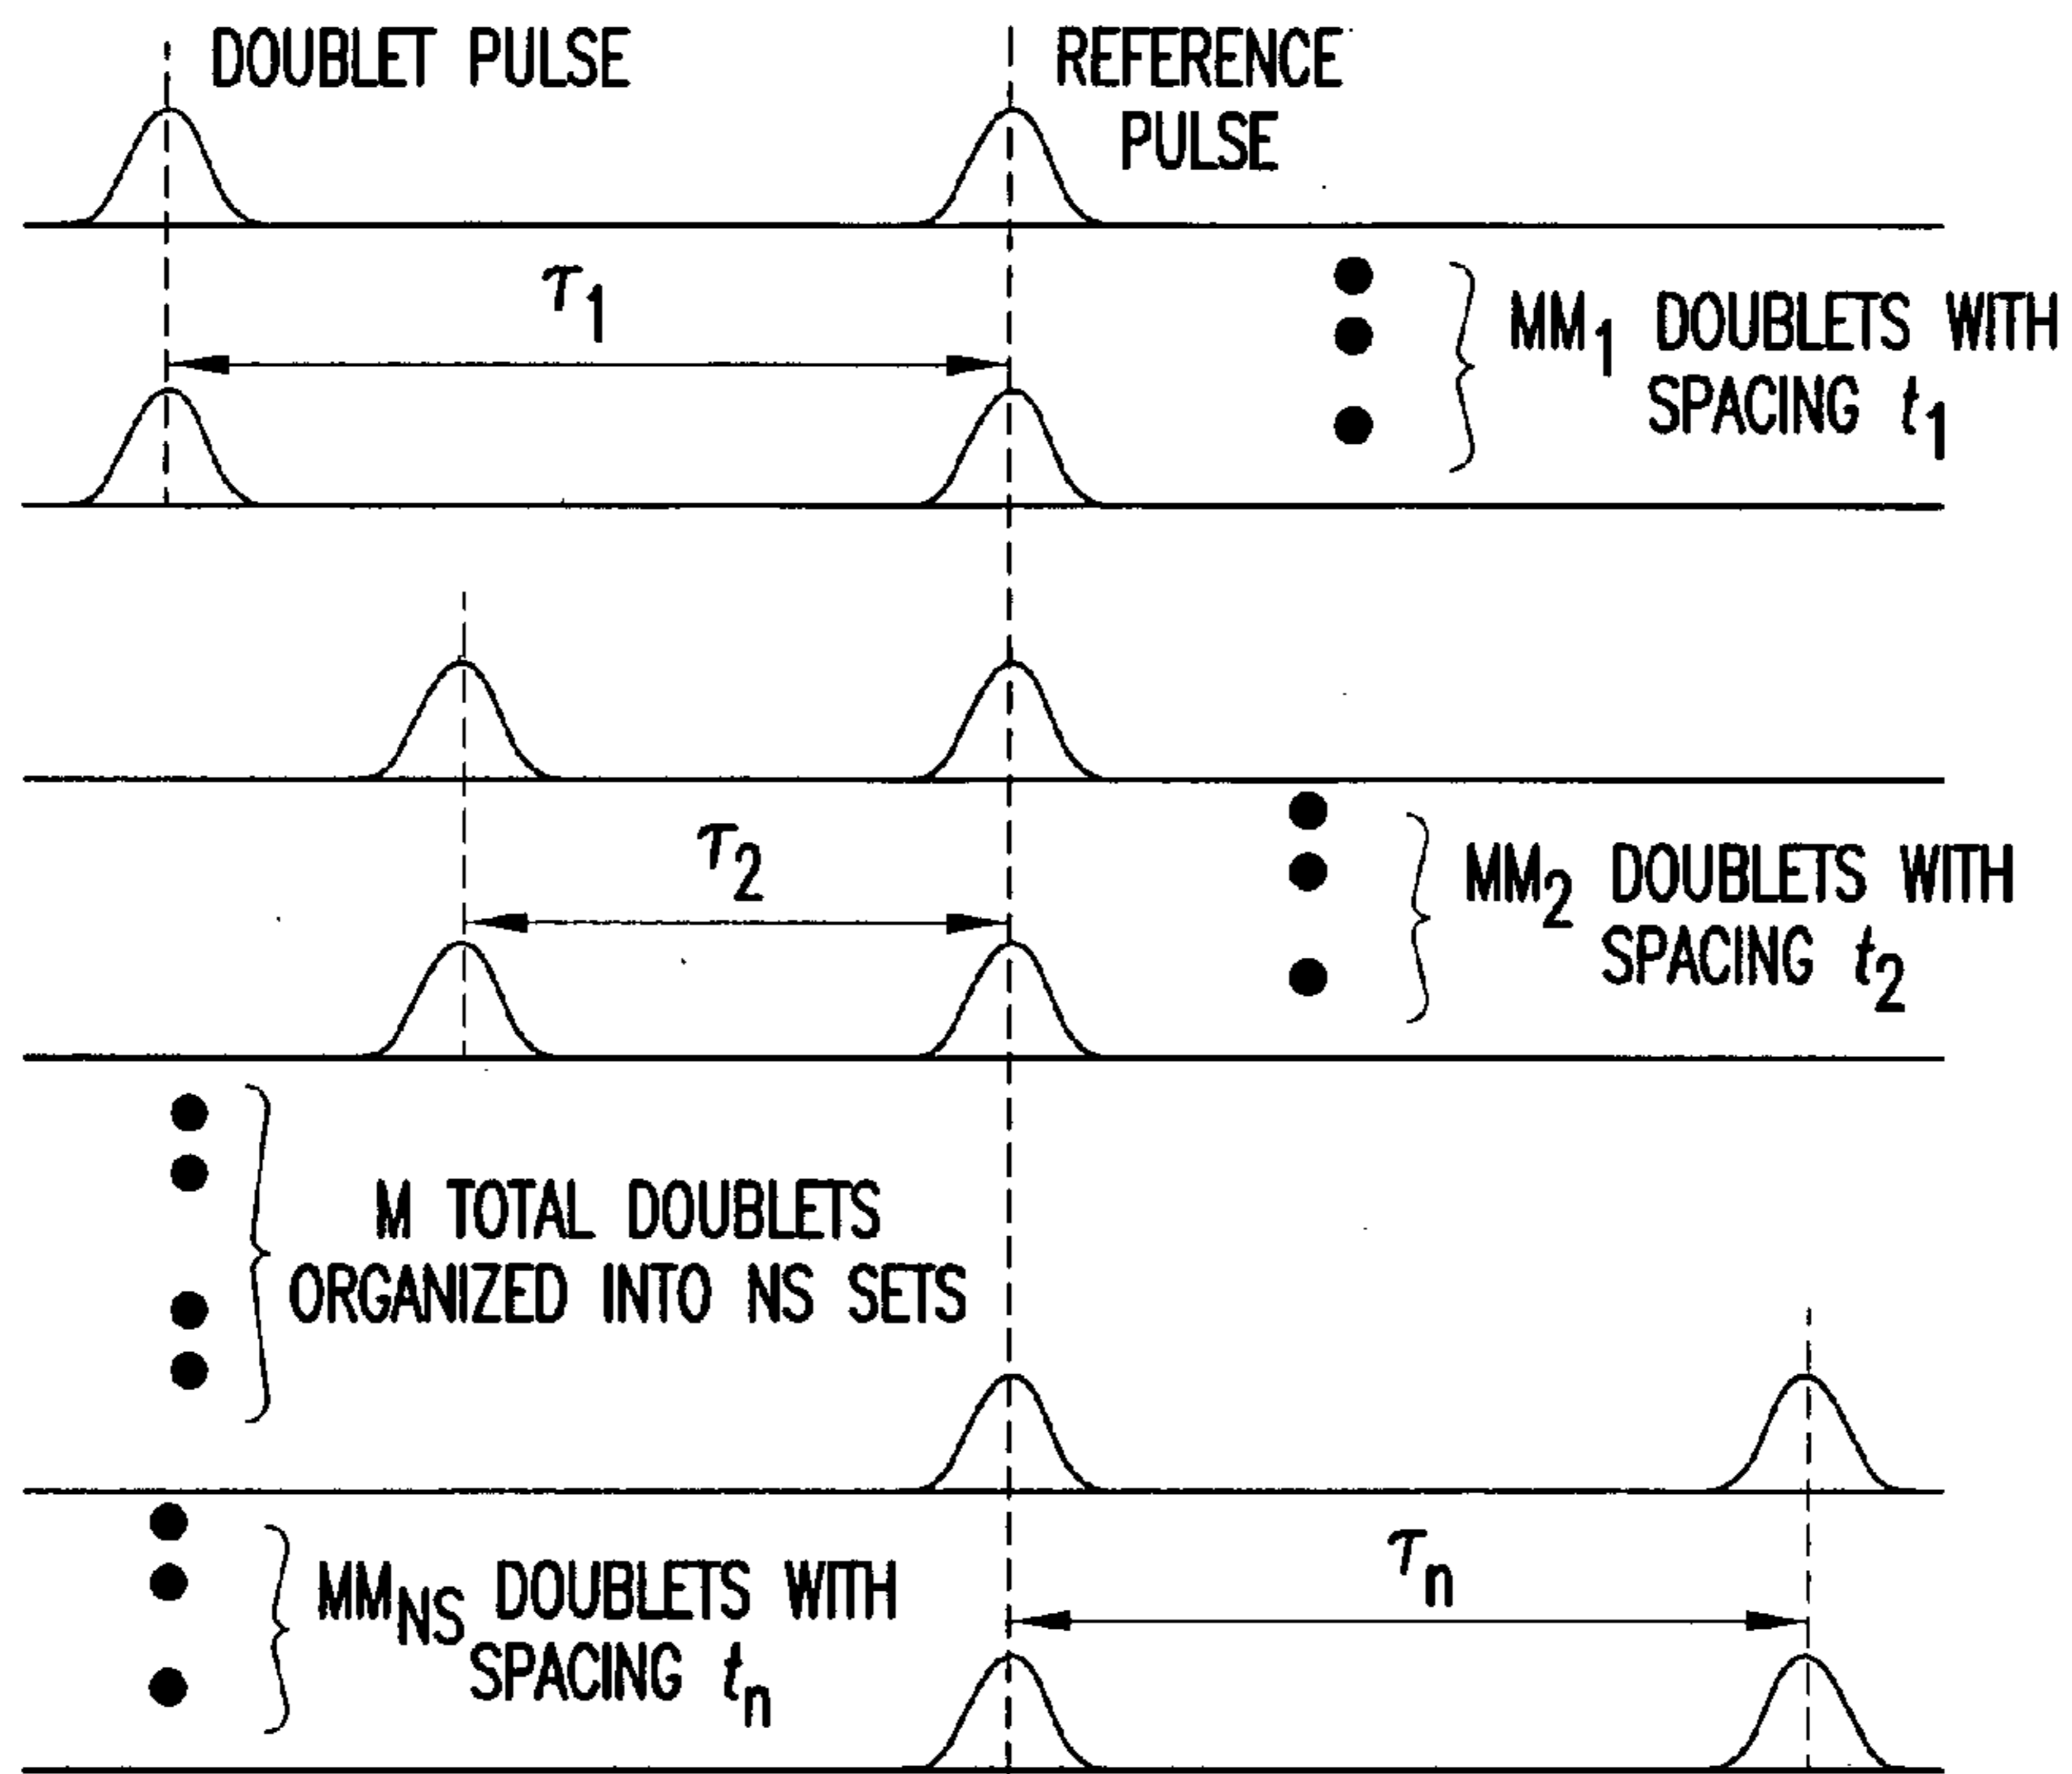 DOUBLET PULSE
REFERENCE
PULSE
τ1
MM1 DOUBLETS WITH
SPACING t1
τ2
MM2 DOUBLETS WITH
SPACING t2
M TOTAL DOUBLETS
ORGANIZED INTO NS SETS
MMNS DOUBLETS WITH
SPACING tn
τn